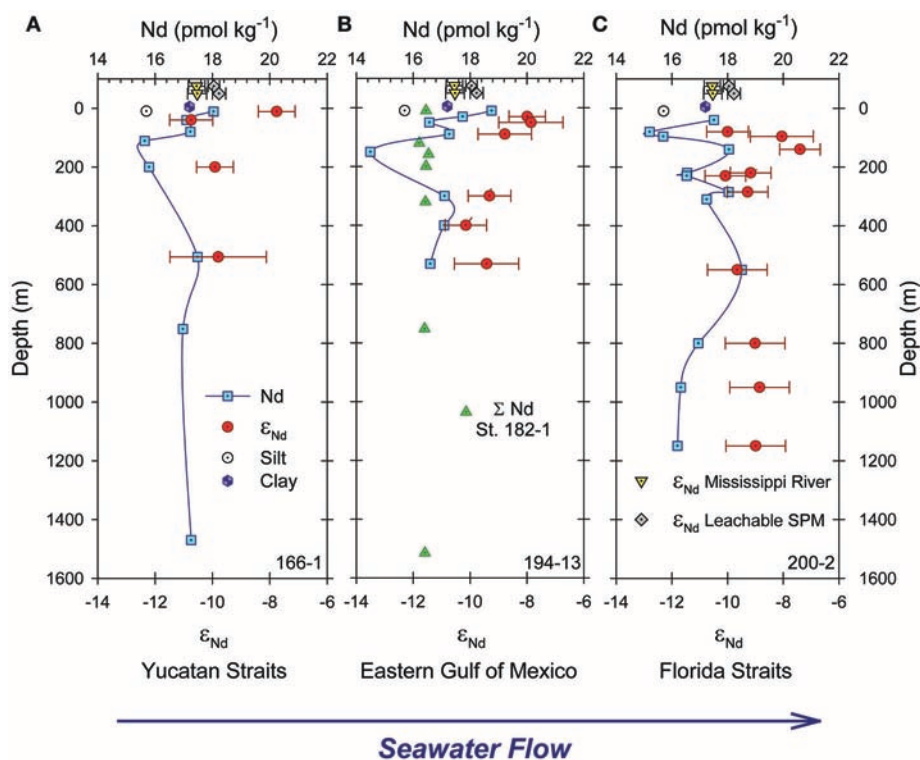 A B C
Nd (pmol kg⁻¹) Nd (pmol kg⁻¹) Nd (pmol kg⁻¹)
14 16 18 20 22 14 16 18 20 22 14 16 18 20 22
0 0
200 200
400 400
600 600
800 800
1000 1000
1200 1200
1400 1400
1600 1600
Depth (m)
Depth (m)
Nd
εNd
Silt
Clay
Σ Nd
St. 182-1
εNd Mississippi River
εNd Leachable SPM
166-1 194-13 200-2
-14 -12 -10 -8 -6 -14 -12 -10 -8 -6 -14 -12 -10 -8 -6
εNd εNd εNd
Yucatan Straits Eastern Gulf of Mexico Florida Straits
Seawater Flow